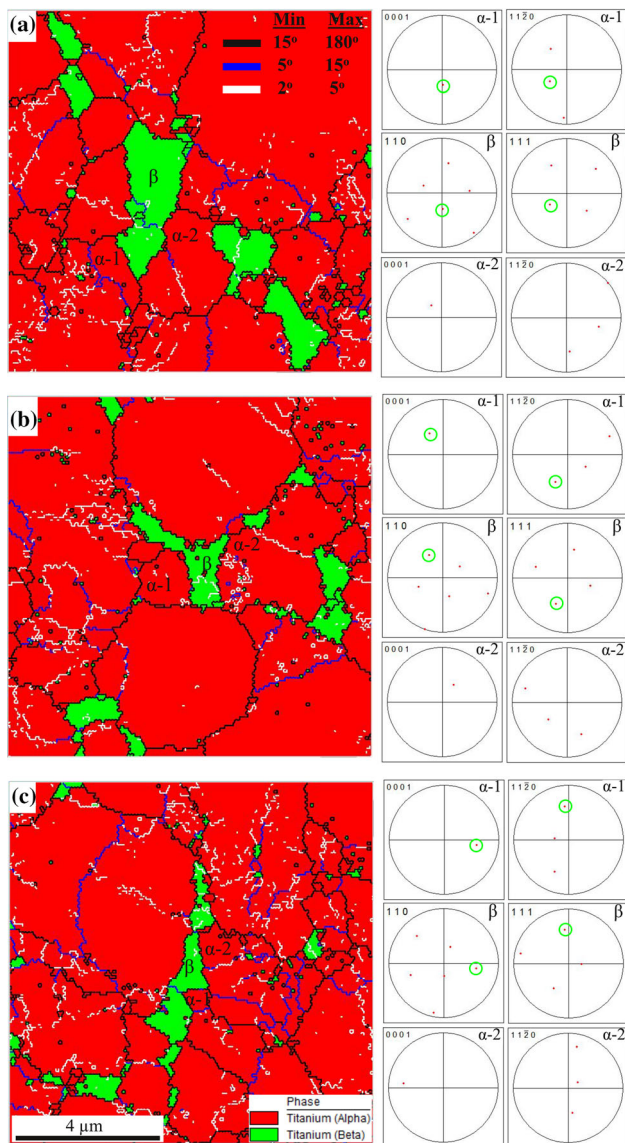 (a)
Min Max
15° 180°
5° 15°
2° 5°
β
α-1
α-2
0001 α-1
112̄0 α-1
110 β
111 β
0001 α-2
112̄0 α-2
(b)
α-1
β
α-2
0001 α-1
112̄0 α-1
110 β
111 β
0001 α-2
112̄0 α-2
(c)
α-2
β
α-1
4 µm
Phase
Titanium (Alpha)
Titanium (Beta)
0001 α-1
112̄0 α-1
110 β
111 β
0001 α-2
112̄0 α-2